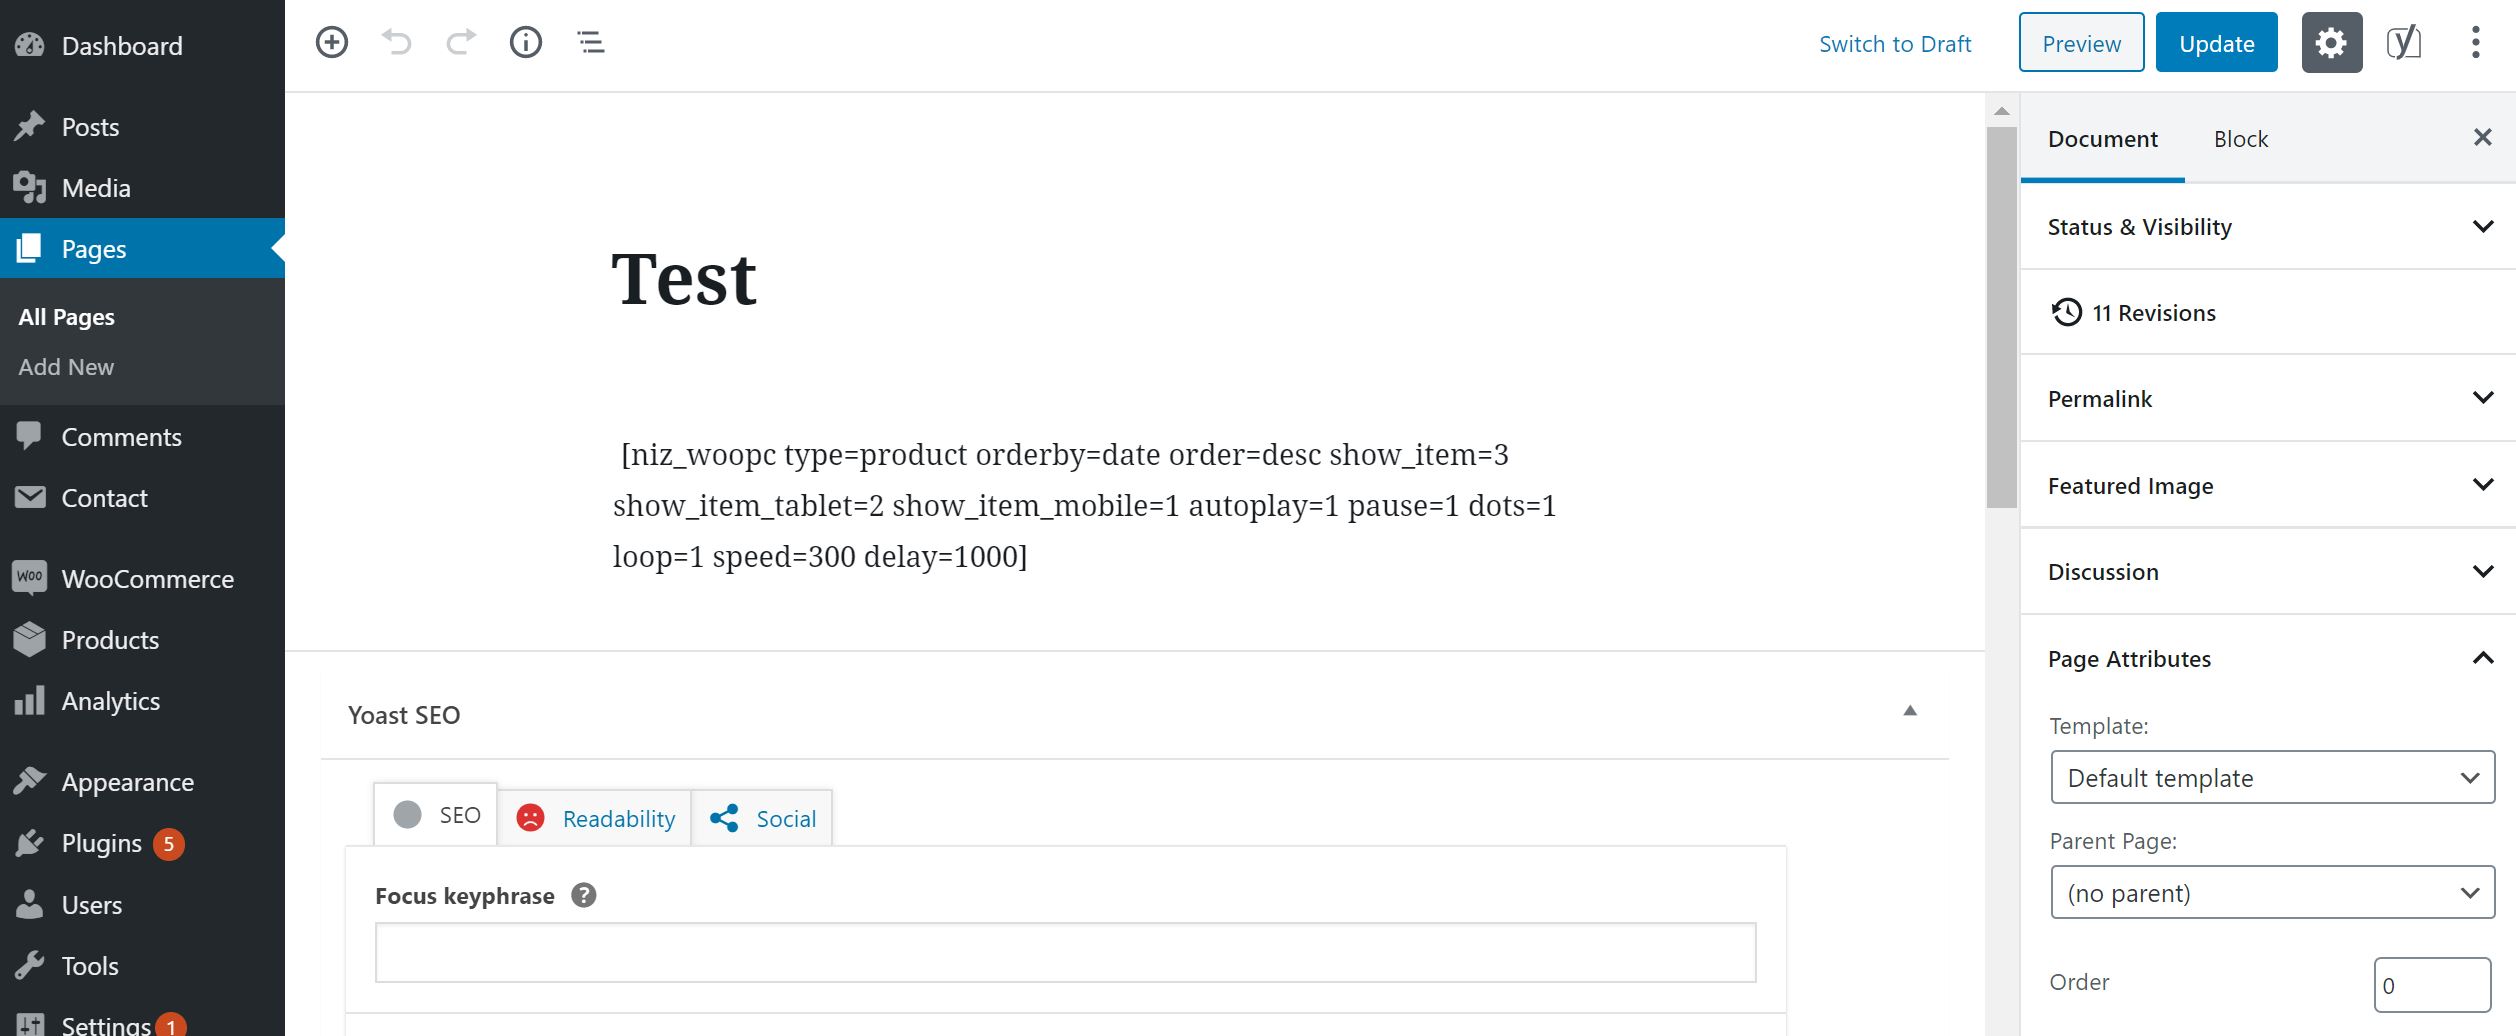 Dashboard
Posts
Media
Pages
All Pages
Add New
Comments
Contact
WOO WooCommerce
Products
Analytics
Appearance
Plugins 5
Users
Tools
Settings 1
Switch to Draft
Preview
Update
Test
[niz_woopc type=product orderby=date order=desc show_item=3
show_item_tablet=2 show_item_mobile=1 autoplay=1 pause=1 dots=1
loop=1 speed=300 delay=1000]
Yoast SEO
SEO
Readability
Social
Focus keyphrase ?
Document
Block
Status & Visibility
11 Revisions
Permalink
Featured Image
Discussion
Page Attributes
Template:
Default template
Parent Page:
(no parent)
Order
0